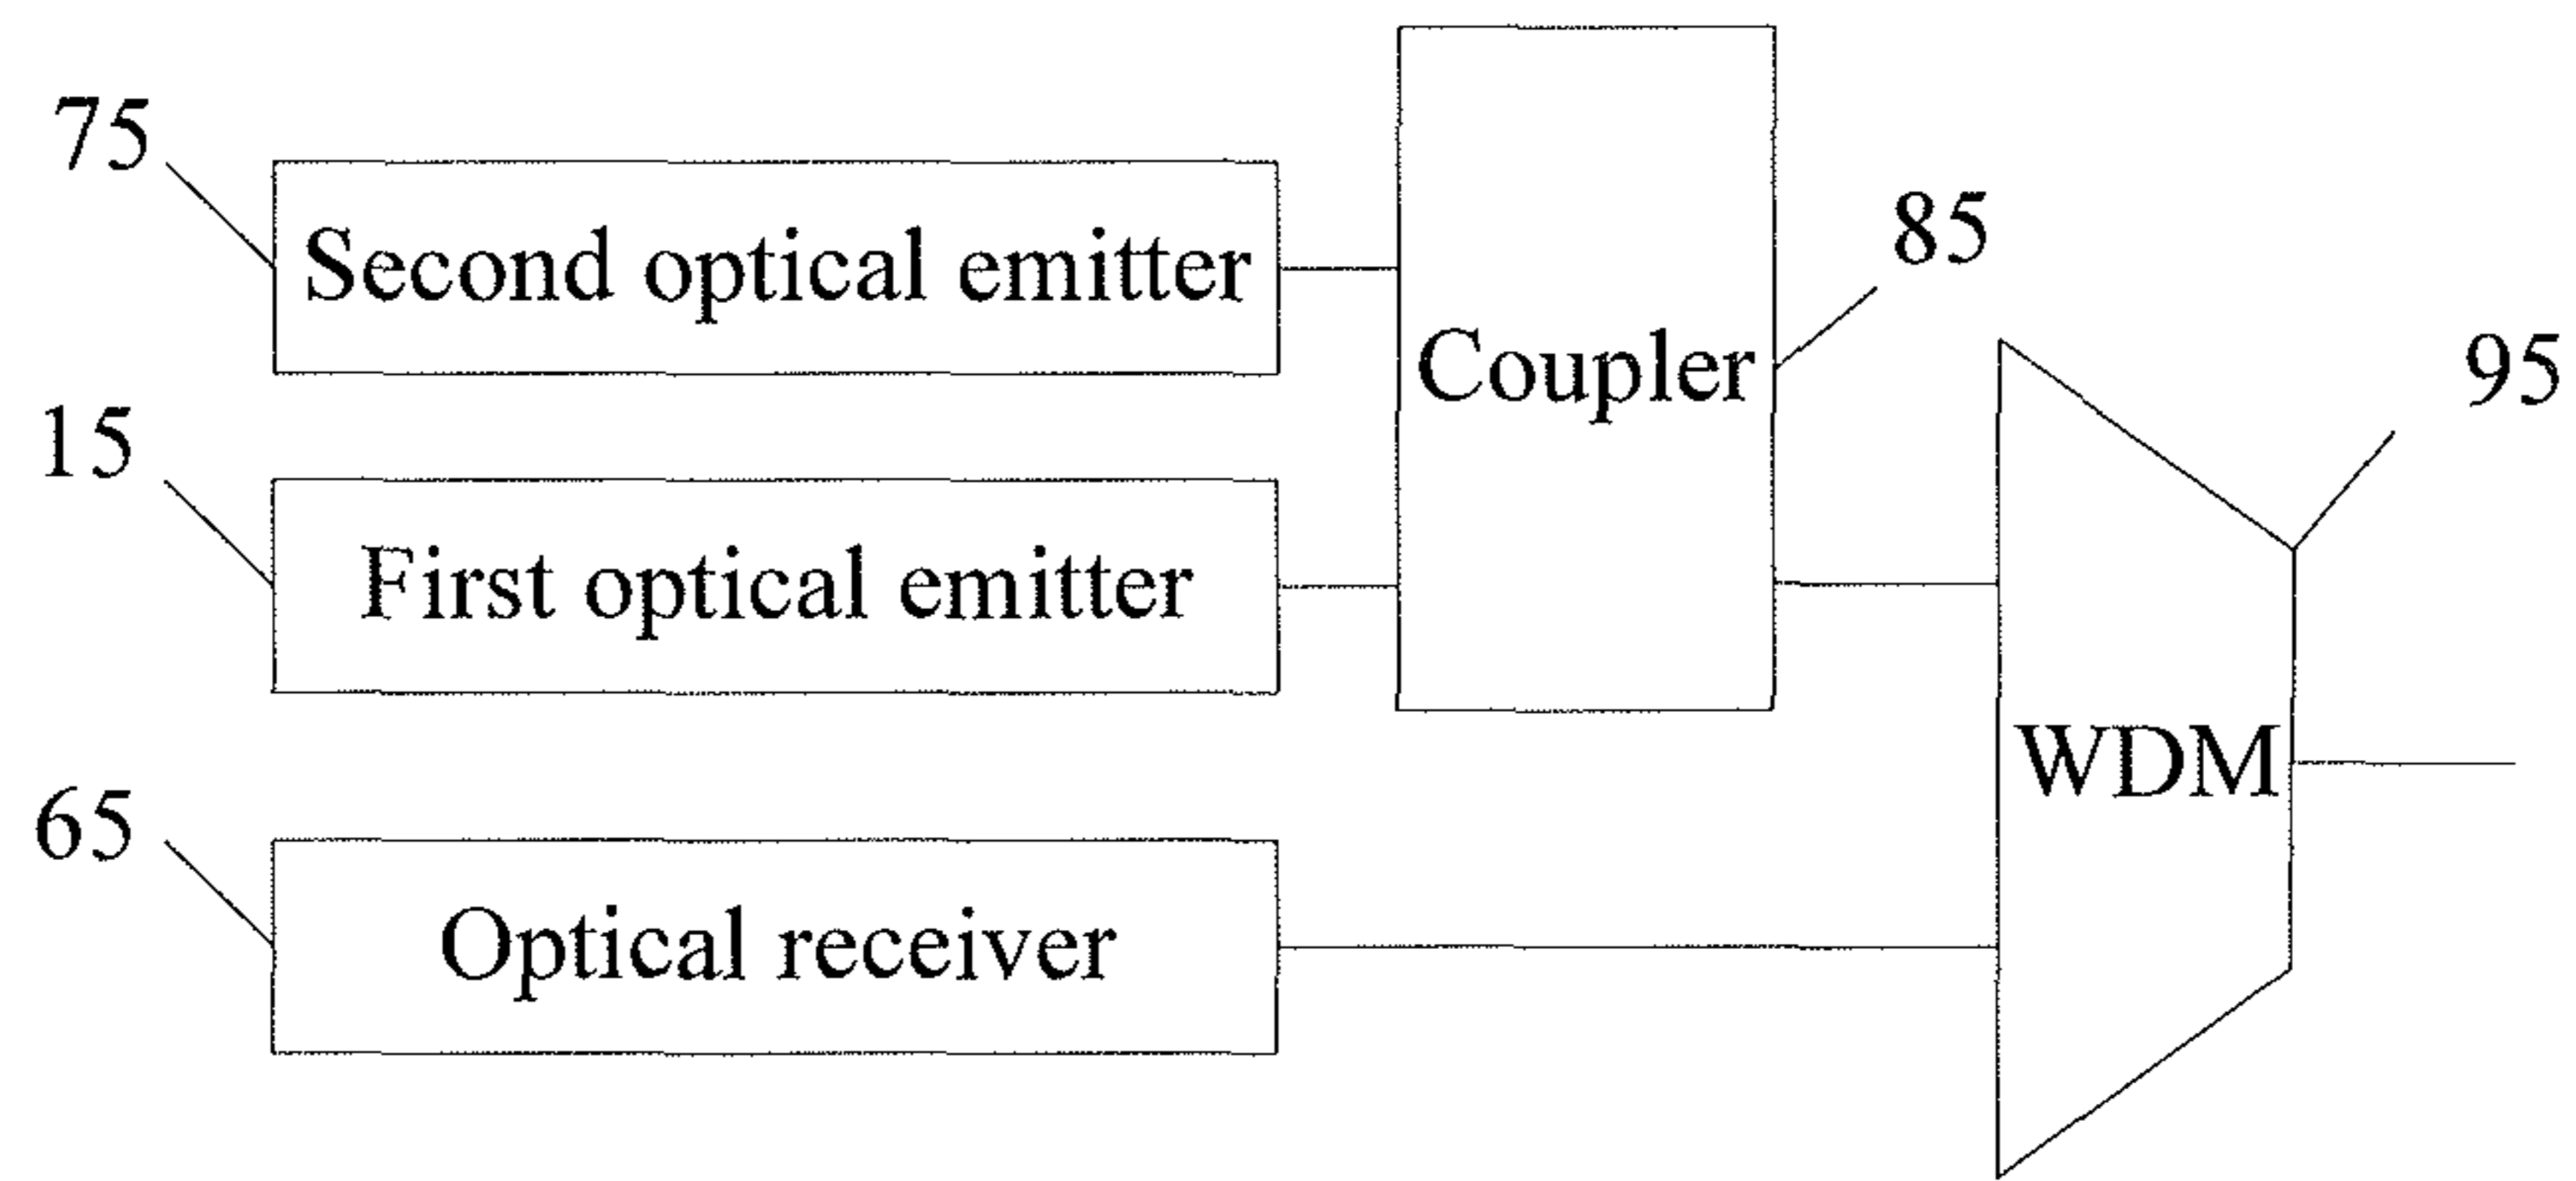 75
Second optical emitter
85
Coupler
95
15
First optical emitter
WDM
65
Optical receiver